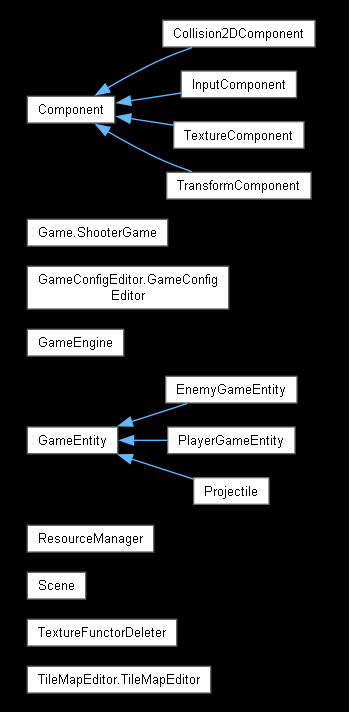 Collision2DComponent
InputComponent
Component
TextureComponent
TransformComponent
Game.ShooterGame
GameConfigEditor.GameConfig
Editor
GameEngine
EnemyGameEntity
GameEntity
PlayerGameEntity
Projectile
ResourceManager
Scene
TextureFunctorDeleter
TileMapEditor.TileMapEditor